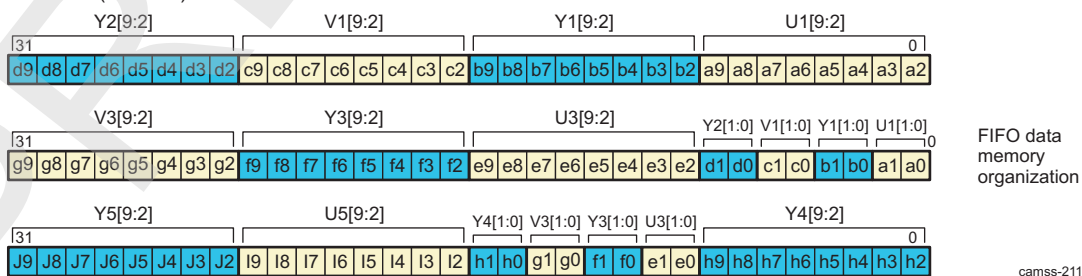 Y2[9:2] V1[9:2] Y1[9:2] U1[9:2]
31 0
d9 d8 d7 d6 d5 d4 d3 d2 c9 c8 c7 c6 c5 c4 c3 c2 b9 b8 b7 b6 b5 b4 b3 b2 a9 a8 a7 a6 a5 a4 a3 a2
V3[9:2] Y3[9:2] U3[9:2] Y2[1:0] V1[1:0] Y1[1:0] U1[1:0]
31 0
g9 g8 g7 g6 g5 g4 g3 g2 f9 f8 f7 f6 f5 f4 f3 f2 e9 e8 e7 e6 e5 e4 e3 e2 d1 d0 c1 c0 b1 b0 a1 a0
FIFO data
memory
organization
Y5[9:2] U5[9:2] Y4[1:0] V3[1:0] Y3[1:0] U3[1:0] Y4[9:2]
31 0
J9 J8 J7 J6 J5 J4 J3 J2 I9 I8 I7 I6 I5 I4 I3 I2 h1 h0 g1 g0 f1 f0 e1 e0 h9 h8 h7 h6 h5 h4 h3 h2
camss-211